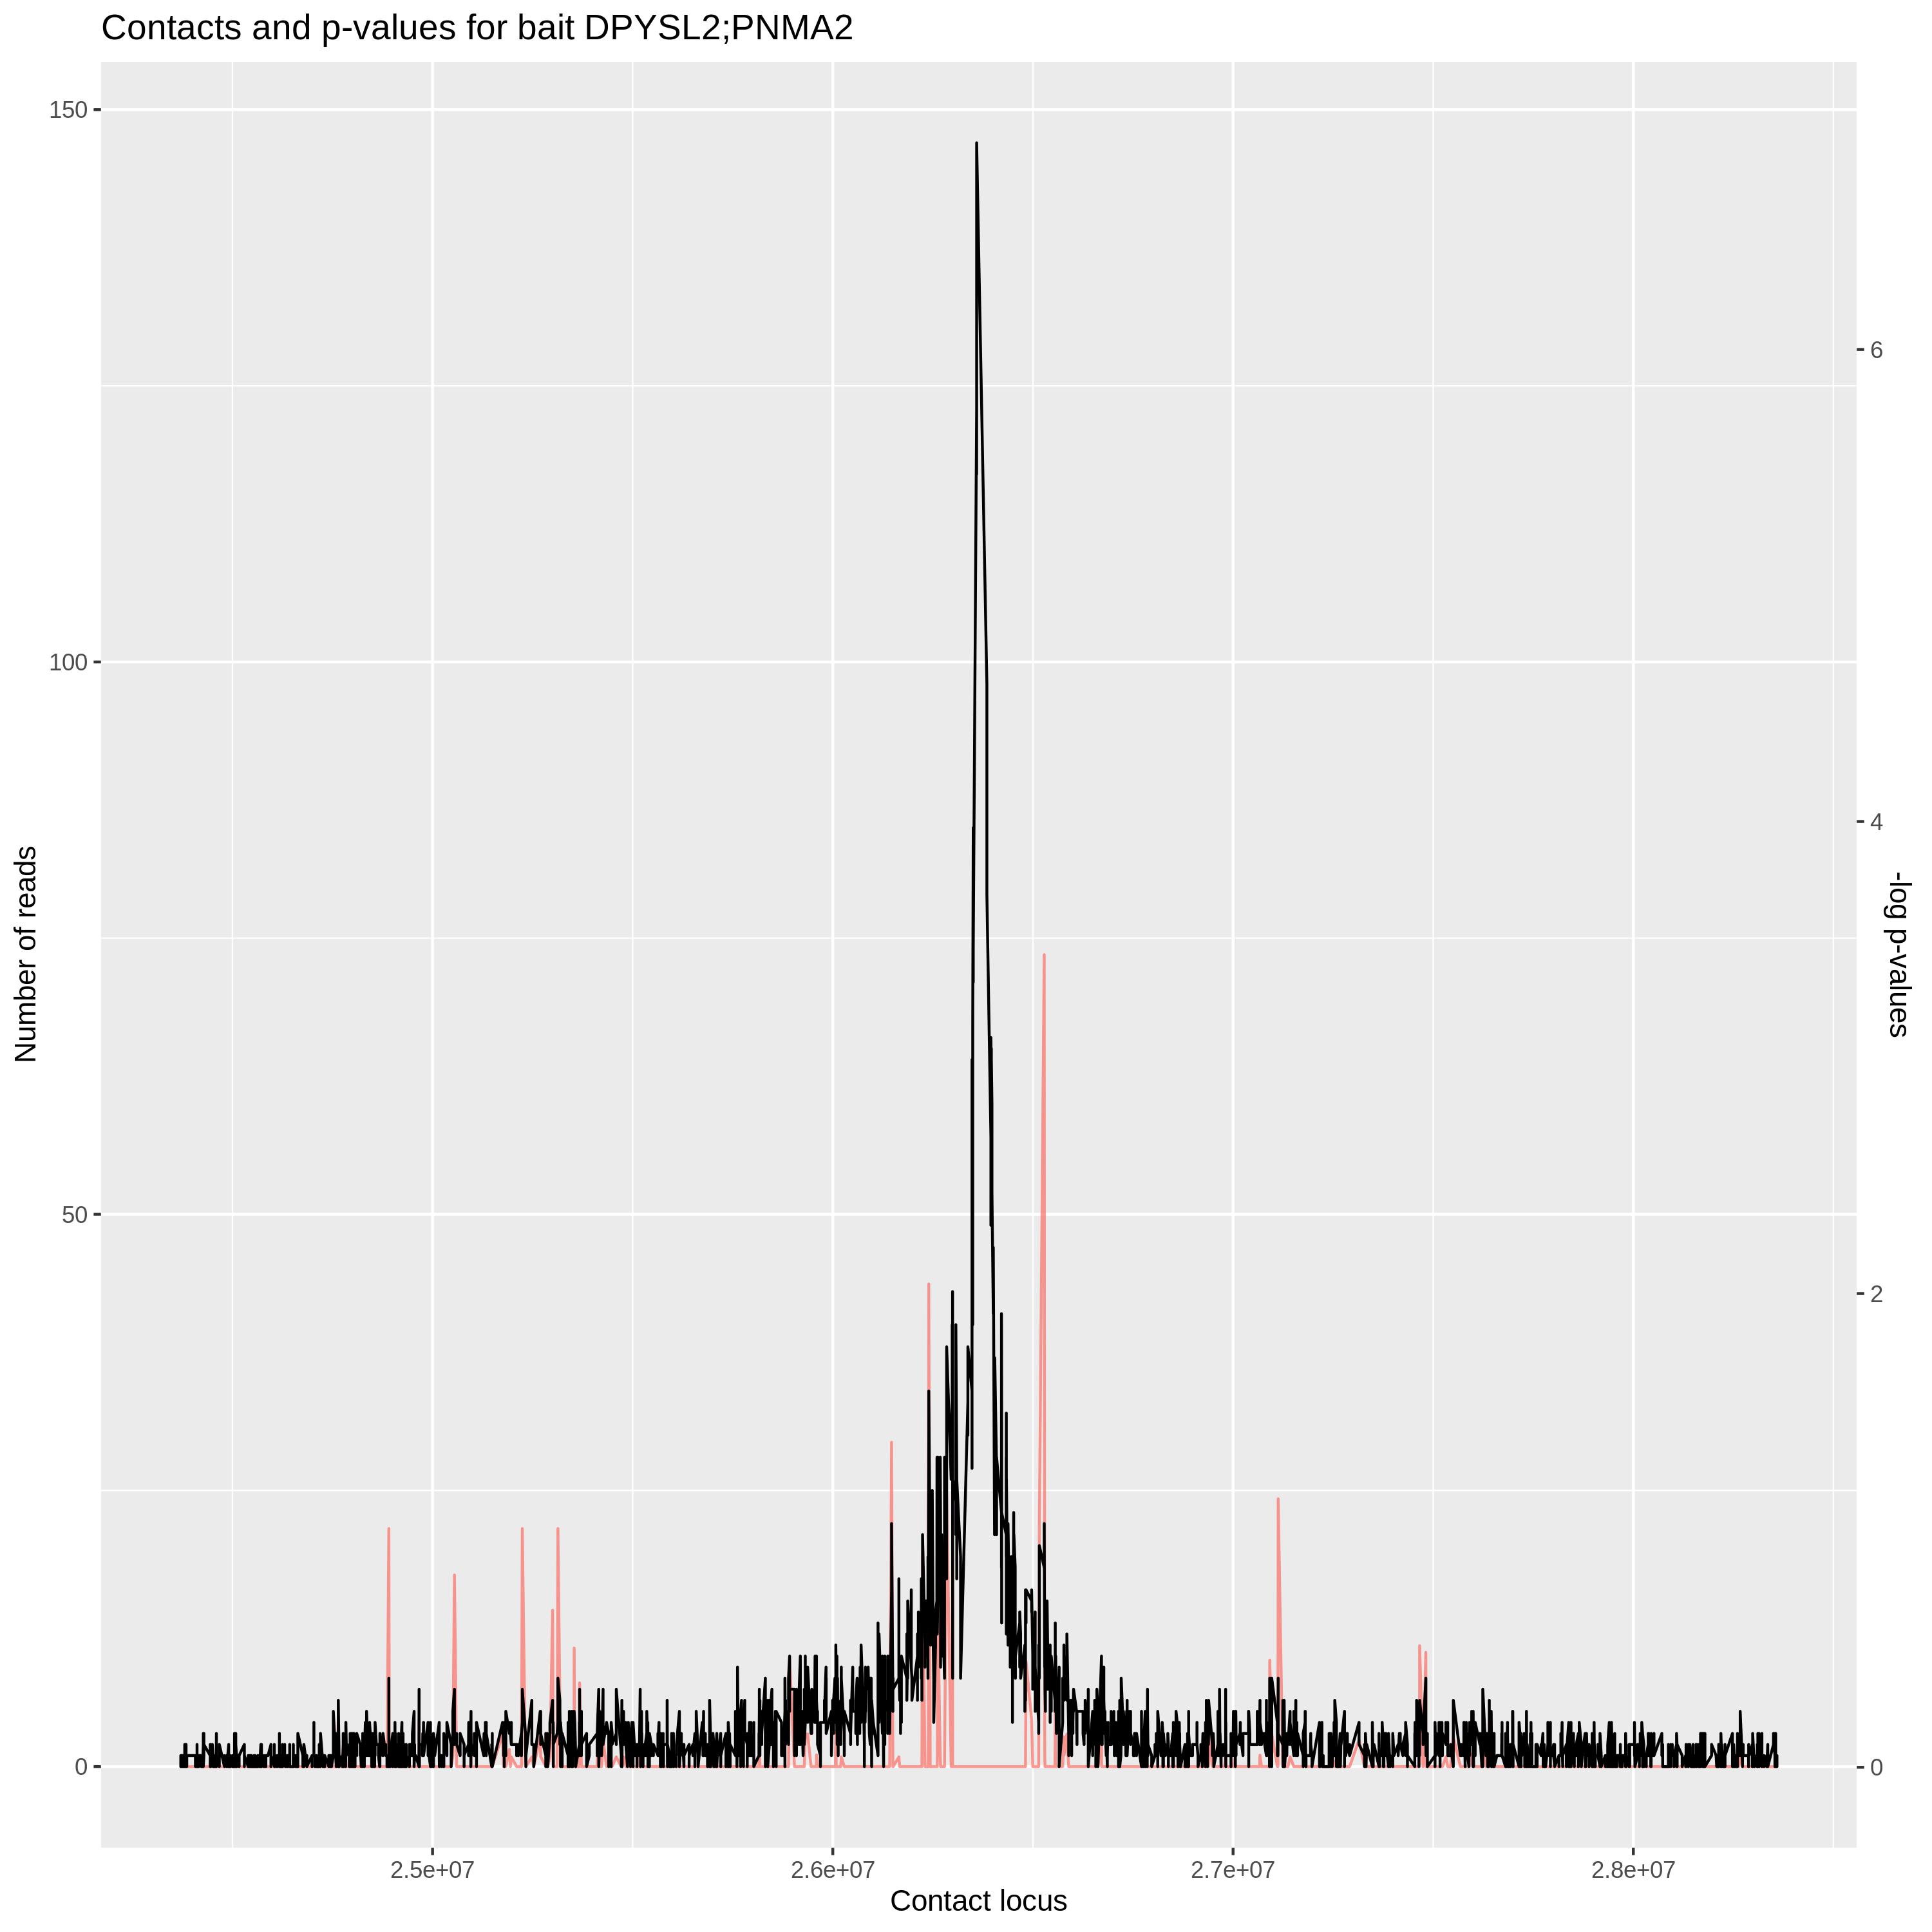 Contacts and p-values for bait DPYSL2;PNMA2
150
100
50
0
Number of reads
6
4
2
0
-log p-values
2.5e+07
2.6e+07
2.7e+07
2.8e+07
Contact locus